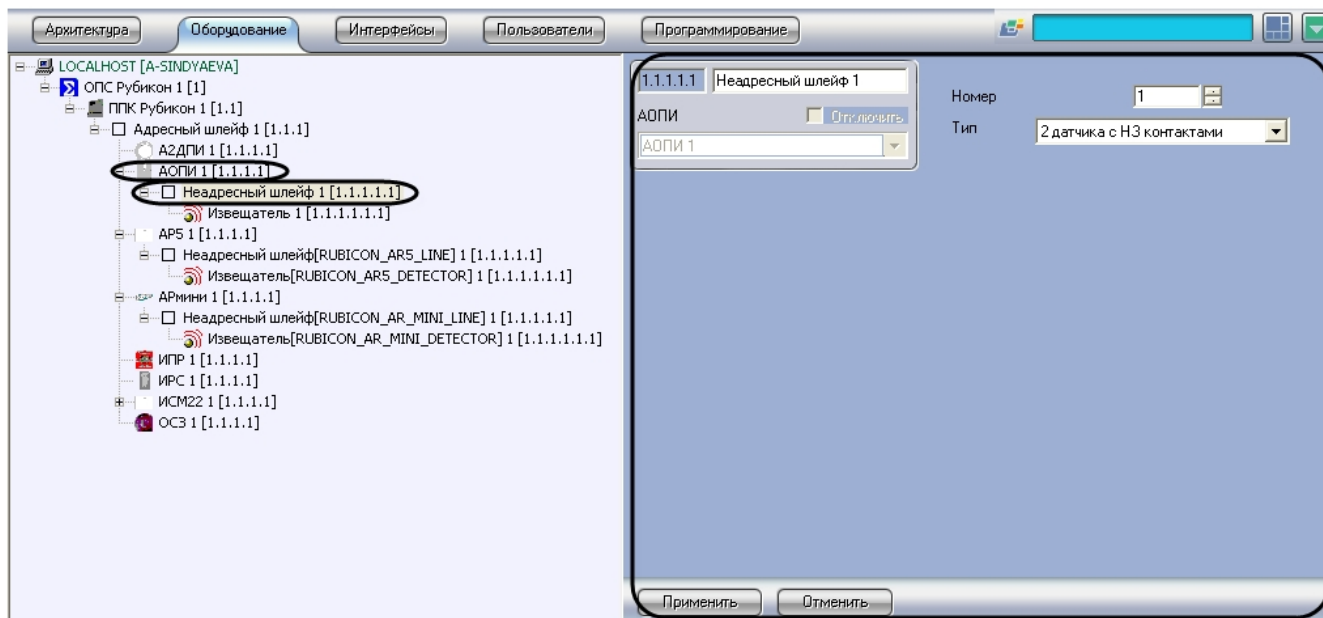 Архитектура Оборудование Интерфейсы Пользователи Программирование
LOCALHOST [A-SINDYAEVA]
ОПС Рубикон 1 [1]
ППК Рубикон 1 [1.1]
Адресный шлейф 1 [1.1.1]
А2ДПИ 1 [1.1.1.1]
АОПИ 1 [1.1.1.1]
Неадресный шлейф 1 [1.1.1.1.1]
Извещатель 1 [1.1.1.1.1.1]
АР5 1 [1.1.1.1]
Неадресный шлейф[RUBICON_AR5_LINE] 1 [1.1.1.1.1]
Извещатель[RUBICON_AR5_DETECTOR] 1 [1.1.1.1.1.1]
АРмини 1 [1.1.1.1]
Неадресный шлейф[RUBICON_AR_MINI_LINE] 1 [1.1.1.1.1]
Извещатель[RUBICON_AR_MINI_DETECTOR] 1 [1.1.1.1.1.1]
ИПР 1 [1.1.1.1]
ИРС 1 [1.1.1.1]
ИСМ22 1 [1.1.1.1]
ОСЗ 1 [1.1.1.1]
1.1.1.1.1 Неадресный шлейф 1
АОПИ Отключить
АОПИ 1
Номер 1
Тип 2 датчика с НЗ контактами
Применить Отменить